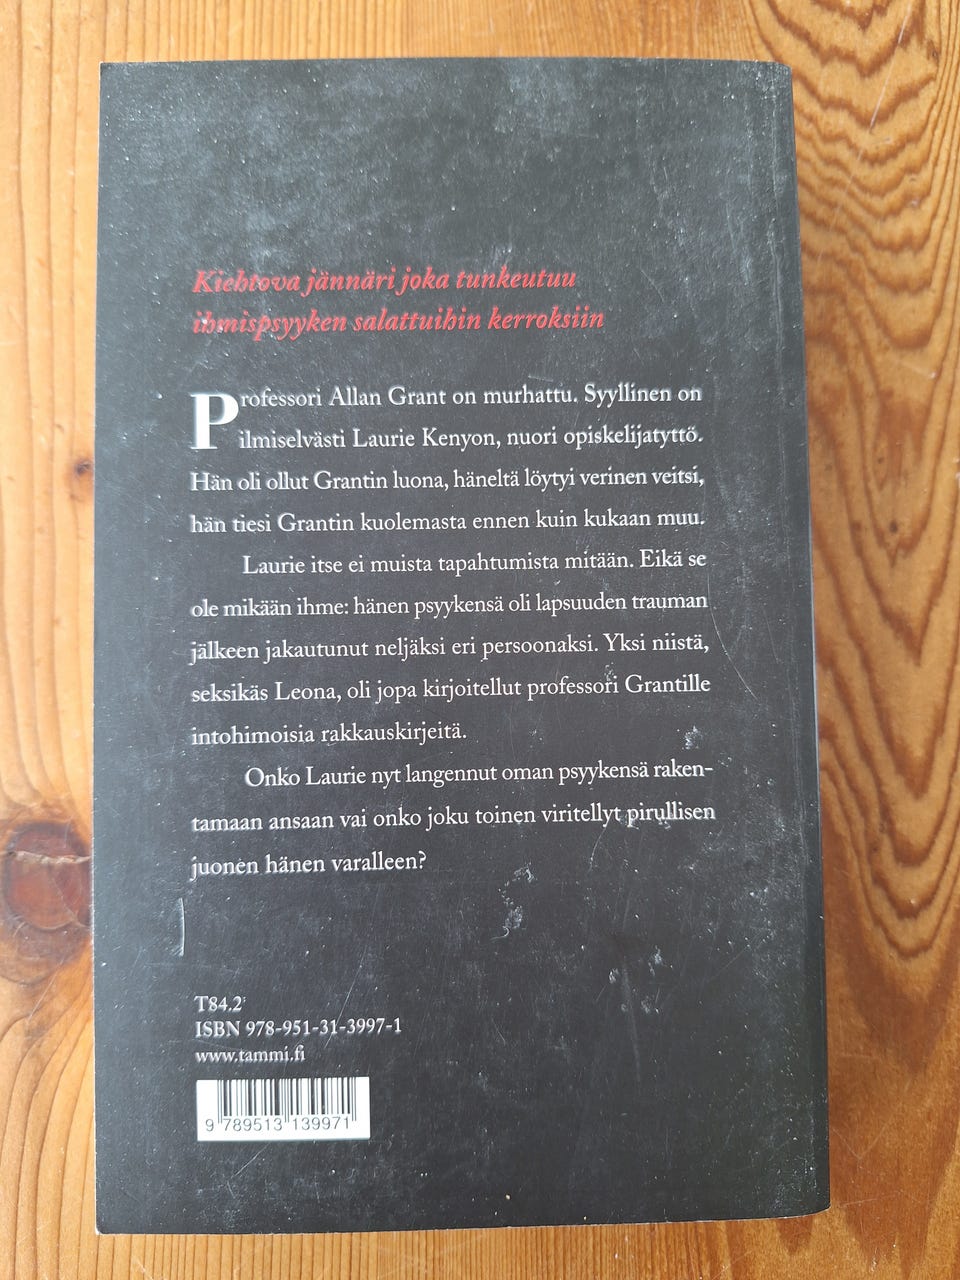 Kiehtova jännäri joka tunkeutuu
ihmispsyyken salattuihin kerroksiin
Professori Allan Grant on murhattu. Syyllinen on
ilmiselvästi Laurie Kenyon, nuori opiskelijatyttö.
Hän oli ollut Grantin luona, häneltä löytyi verinen veitsi,
hän tiesi Grantin kuolemasta ennen kuin kukaan muu.
Laurie itse ei muista tapahtumista mitään. Eikä se
ole mikään ihme: hänen psyykensä oli lapsuuden trauman
jälkeen jakautunut neljäksi eri persoonaksi. Yksi niistä,
seksikäs Leona, oli jopa kirjoitellut professori Grantille
intohimoisia rakkauskirjeitä.
Onko Laurie nyt langennut oman psyykensä raken-
tamaan ansaan vai onko joku toinen viritellyt pirullisen
juonen hänen varalleen?
T84.2
ISBN 978-951-31-3997-1
www.tammi.fi
9 789513 139971